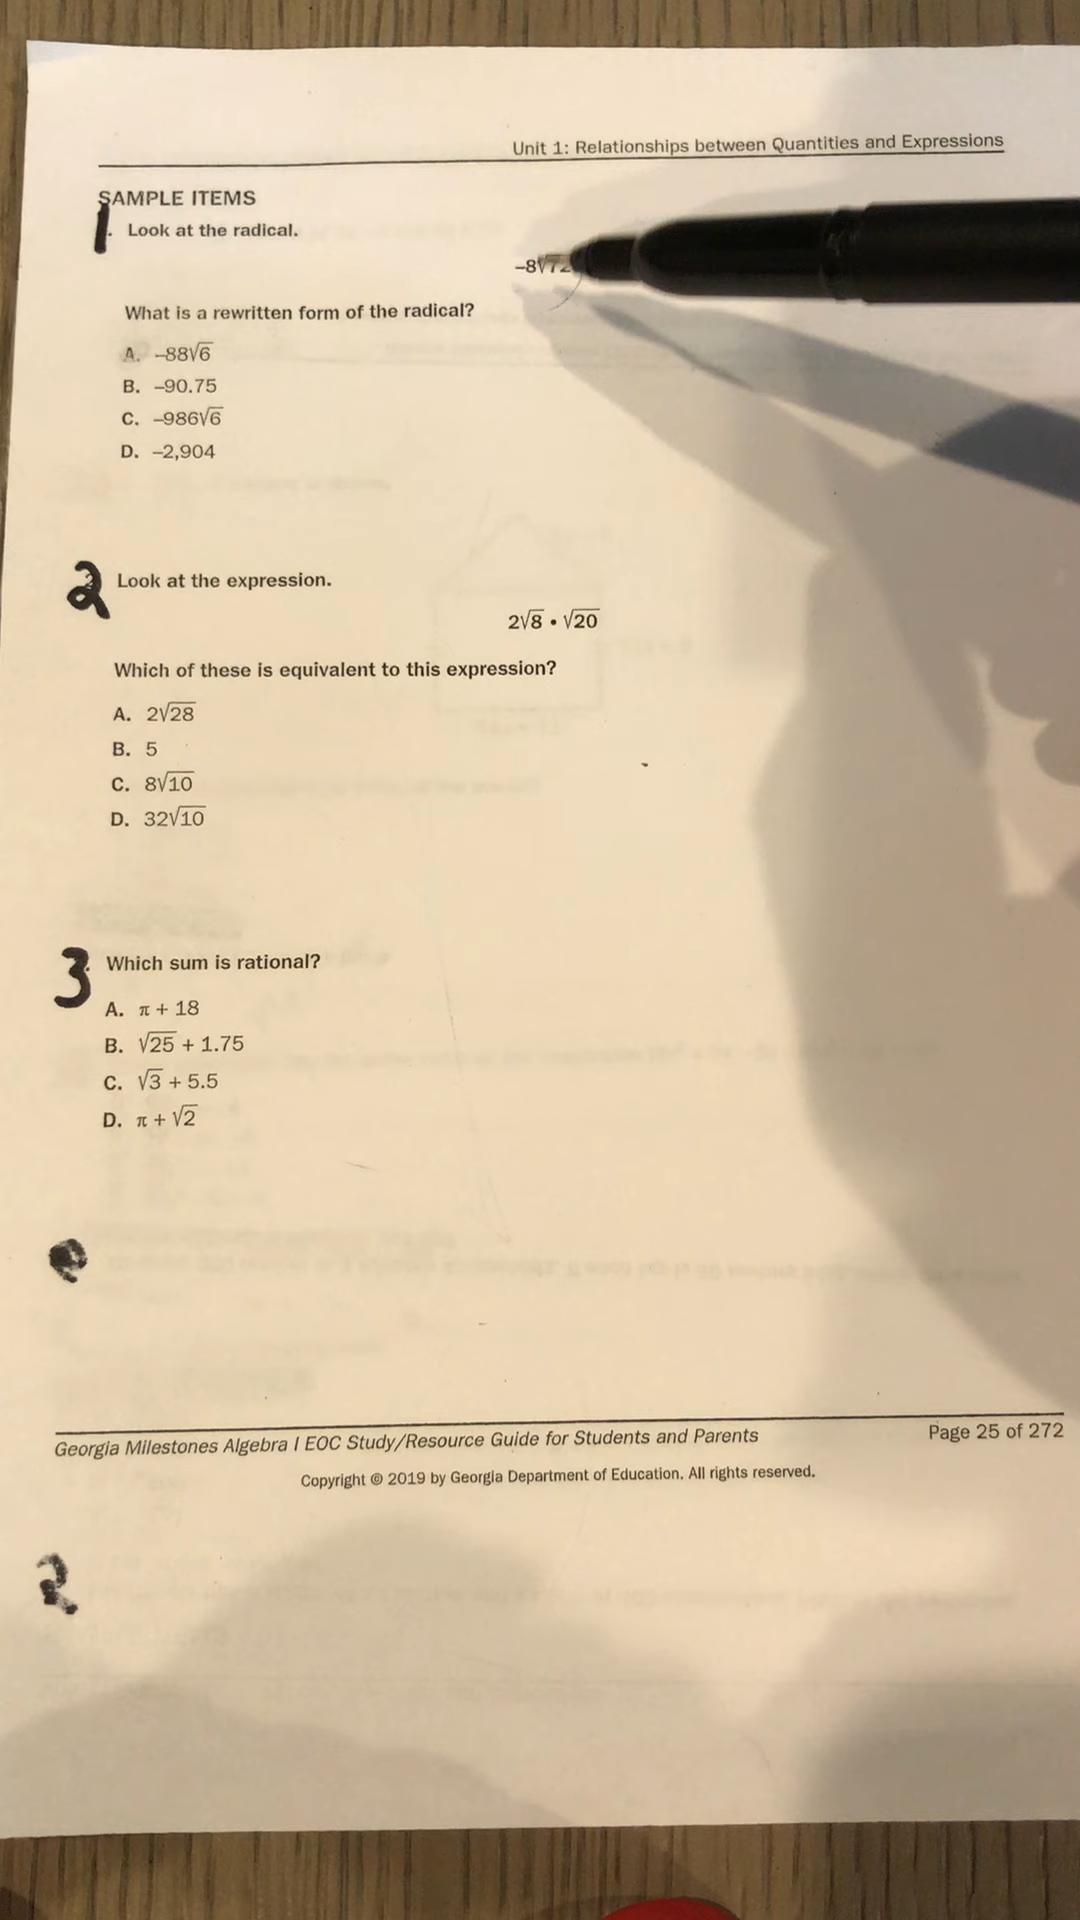 Unit 1: Relationships between Quantities and Expressions
SAMPLE ITEMS
1. Look at the radical.
What is a rewritten form of the radical?
A. –88√6
B. –90.75
C. –986√6
D. –2,904
2 Look at the expression.
2√8 • √20
Which of these is equivalent to this expression?
A. 2√28
B. 5
C. 8√10
D. 32√10
3 Which sum is rational?
A. π + 18
B. √25 + 1.75
C. √3 + 5.5
D. π + √2
Georgia Milestones Algebra I EOC Study/Resource Guide for Students and Parents
Page 25 of 272
Copyright © 2019 by Georgia Department of Education. All rights reserved.
2